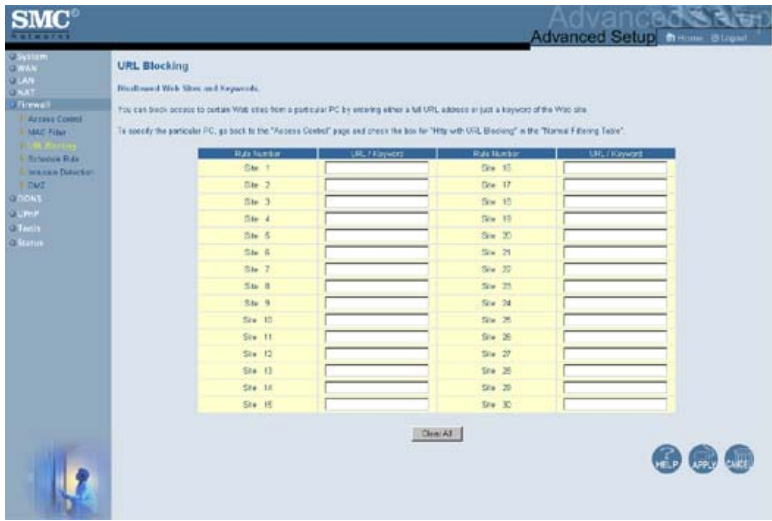 SMC®
Networks
Advanced Setup
Advanced Setup
Home Logout
System
WAN
LAN
NAT
Firewall
Access Control
MAC Filter
URL Blocking
Schedule Rule
Intrusion Detection
DMZ
DDNS
UPnP
Tools
Status
URL Blocking
Disallowed Web Sites and Keywords.
You can block access to certain Web sites from a particular PC by entering either a full URL address or just a keyword of the Web site.
To specify the particular PC, go back to the "Access Control" page and check the box for "Http with URL Blocking" in the "Normal Filtering Table".
Rule Number URL / Keyword Rule Number URL / Keyword
Site 1 Site 16
Site 2 Site 17
Site 3 Site 18
Site 4 Site 19
Site 5 Site 20
Site 6 Site 21
Site 7 Site 22
Site 8 Site 23
Site 9 Site 24
Site 10 Site 25
Site 11 Site 26
Site 12 Site 27
Site 13 Site 28
Site 14 Site 29
Site 15 Site 30
Clear All
HELP APPLY CANCEL